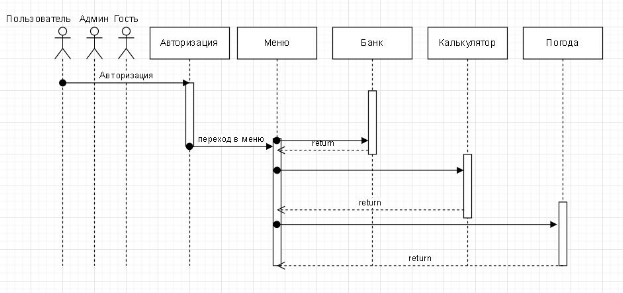 Пользователь Админ Гость
Авторизация Меню Банк Калькулятор Погода
Авторизация
переход в меню
return
return
return